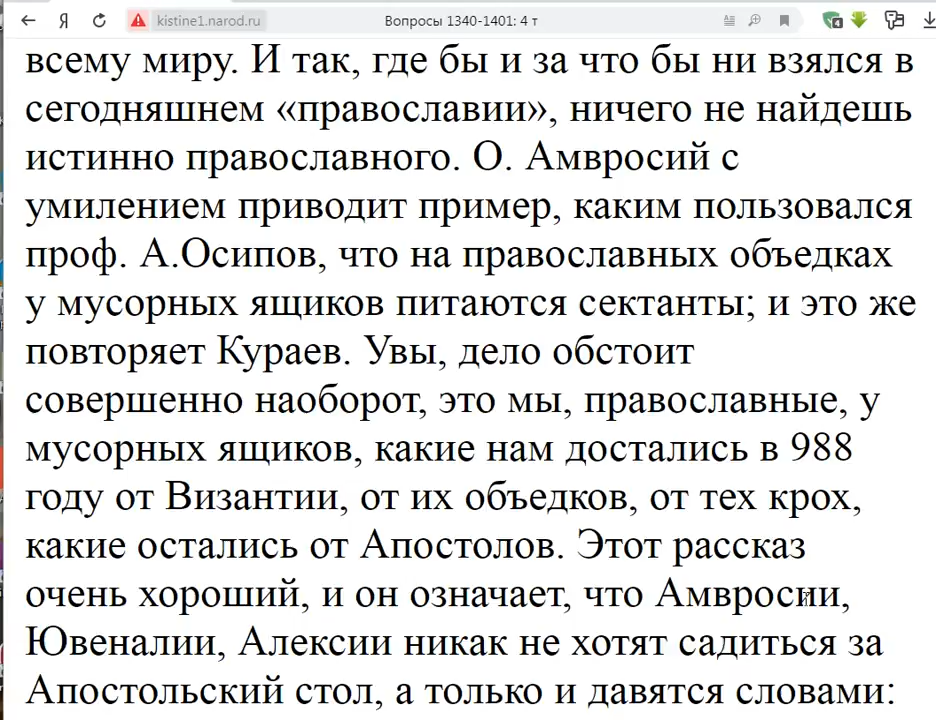 Я
kistine1.narod.ru
Вопросы 1340-1401: 4 т
4
всему миру. И так, где бы и за что бы ни взялся в
сегодняшнем «православии», ничего не найдешь
истинно православного. О. Амвросий с
умилением приводит пример, каким пользовался
проф. А.Осипов, что на православных объедках
у мусорных ящиков питаются сектанты; и это же
повторяет Кураев. Увы, дело обстоит
совершенно наоборот, это мы, православные, у
мусорных ящиков, какие нам достались в 988
году от Византии, от их объедков, от тех крох,
какие остались от Апостолов. Этот рассказ
очень хороший, и он означает, что Амвросии,
Ювеналии, Алексии никак не хотят садиться за
Апостольский стол, а только и давятся словами: